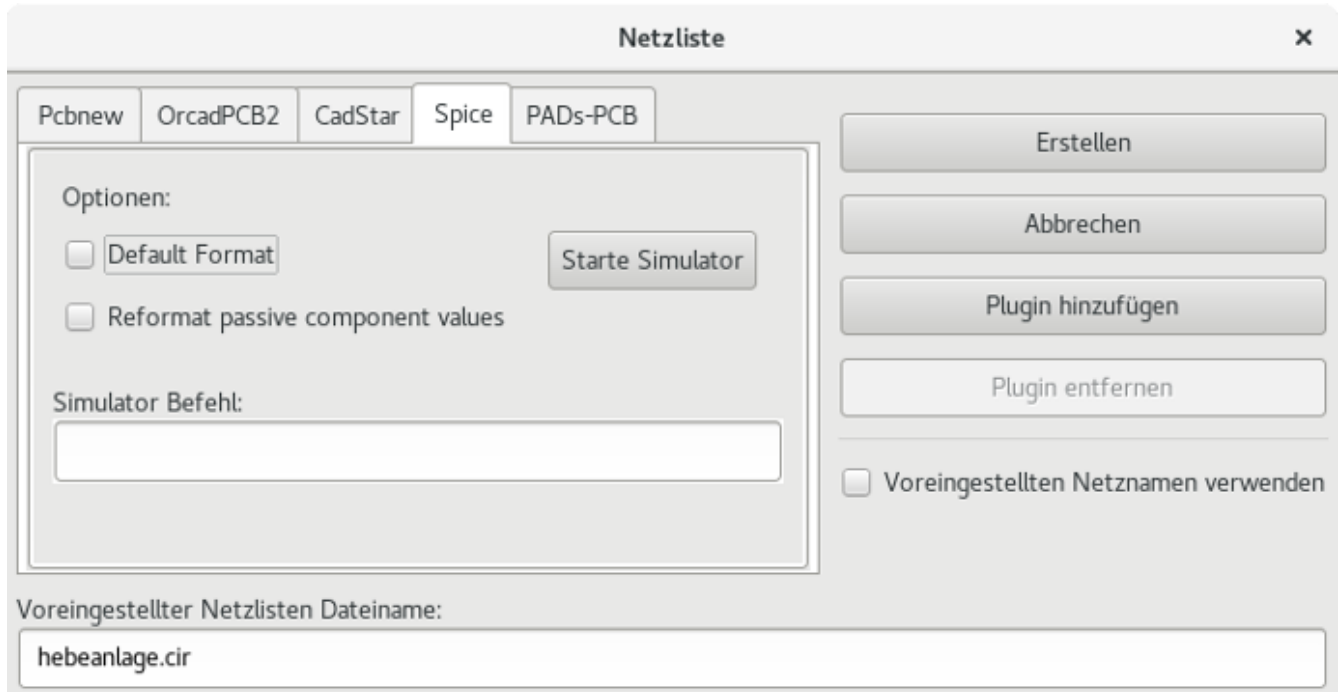 Netzliste ×
Pcbnew OrcadPCB2 CadStar Spice PADs-PCB
Optionen:
Default Format
Starte Simulator
Reformat passive component values
Simulator Befehl:
Erstellen
Abbrechen
Plugin hinzufügen
Plugin entfernen
Voreingestellten Netznamen verwenden
Voreingestellter Netzlisten Dateiname:
hebeanlage.cir